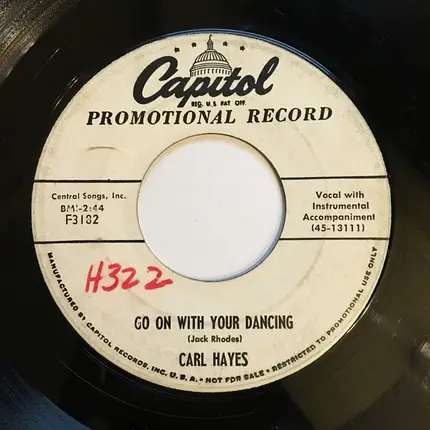 Capitol
REG. U.S. PAT. OFF.
PROMOTIONAL RECORD
Central Songs, Inc.
BMI-2:44
F3182
Vocal with
Instrumental
Accompaniment
(45-13111)
H322
GO ON WITH YOUR DANCING
(Jack Rhodes)
CARL HAYES
MANUFACTURED BY CAPITOL RECORDS, INC. U. S. A. • NOT FOR SALE • RESTRICTED TO PROMOTIONAL USE ONLY